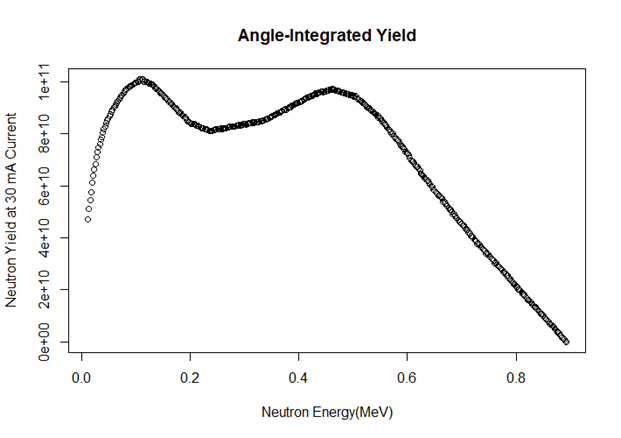 Angle-Integrated Yield
Neutron Yield at 30 mA Current
1e+11
8e+10
6e+10
4e+10
2e+10
0e+00
0.0 0.2 0.4 0.6 0.8
Neutron Energy(MeV)